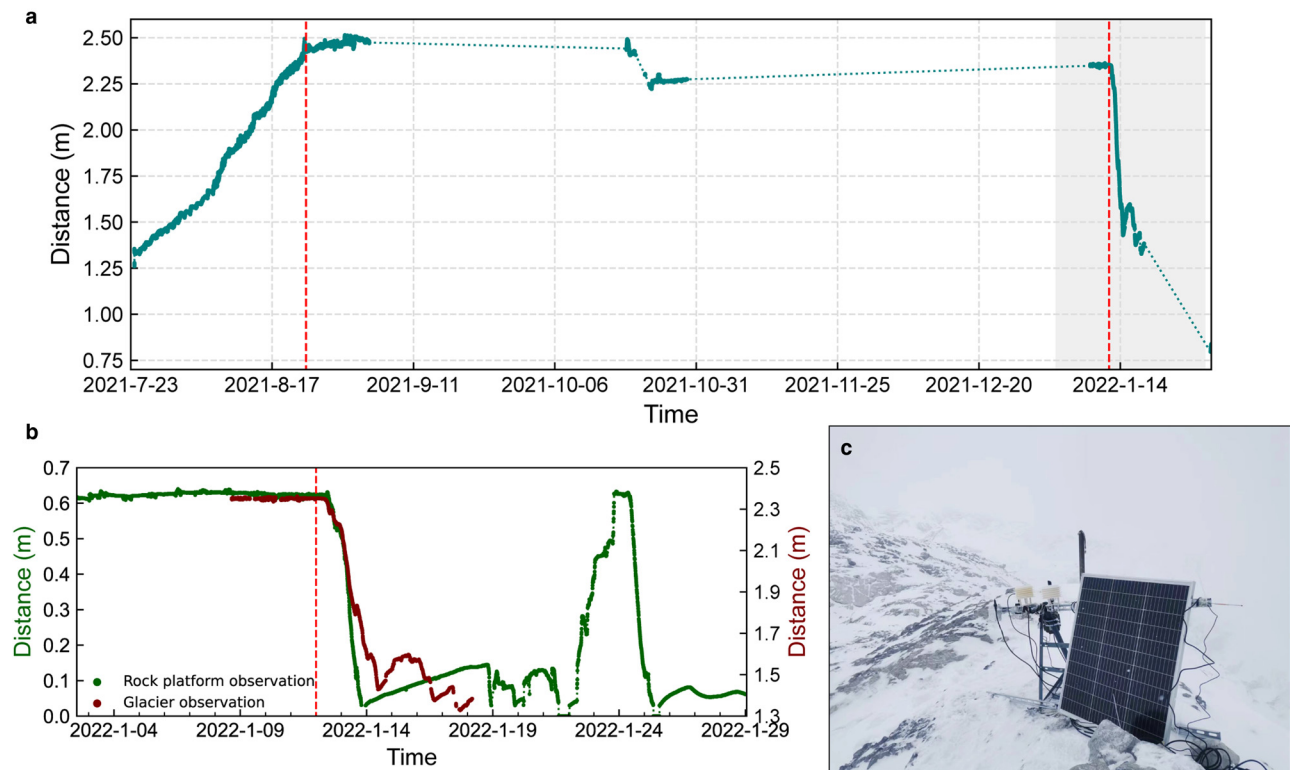 a
2.50
2.25
2.00
1.75
1.50
1.25
1.00
0.75
Distance (m)
2021-7-23 2021-8-17 2021-9-11 2021-10-06 2021-10-31 2021-11-25 2021-12-20 2022-1-14
Time
b
0.7
0.6
0.5
0.4
0.3
0.2
0.1
0.0
Distance (m)
Rock platform observation
Glacier observation
2.5
2.3
2.1
1.9
1.7
1.5
1.3
Distance (m)
2022-1-04 2022-1-09 2022-1-14 2022-1-19 2022-1-24 2022-1-29
Time
c